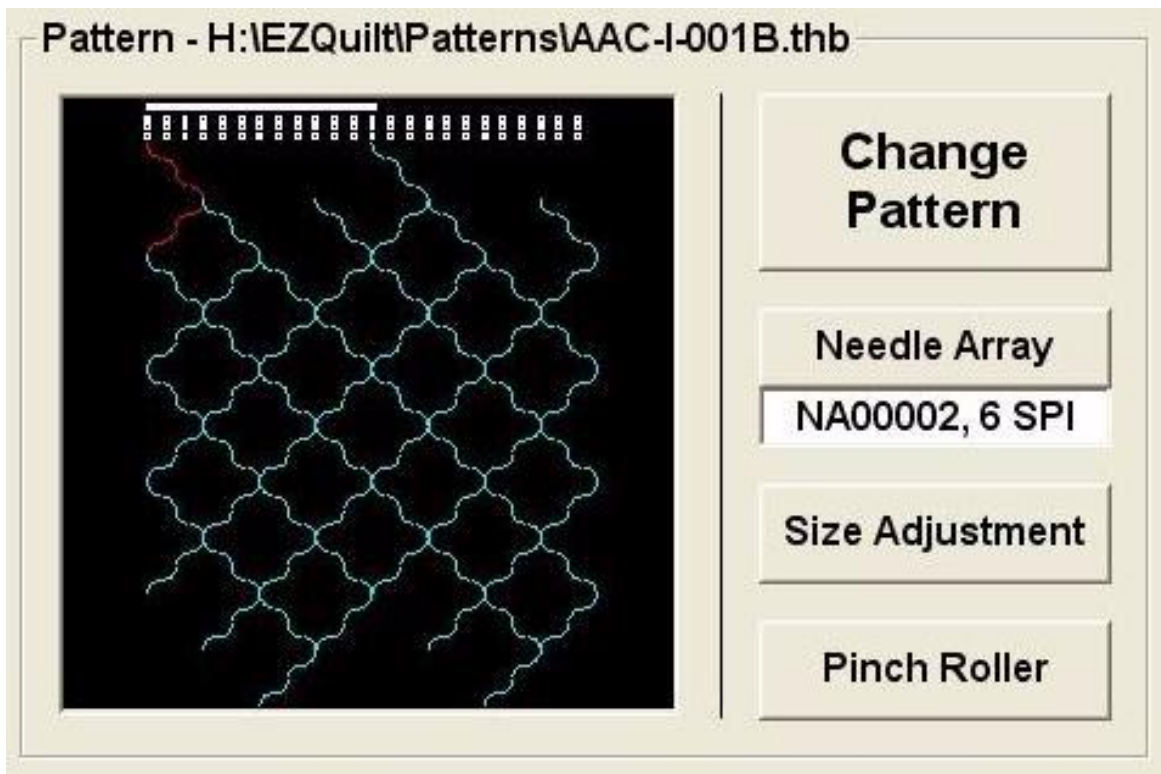 Pattern - H:\EZQuilt\Patterns\AAC-I-001B.thb
Change
Pattern
Needle Array
NA00002, 6 SPI
Size Adjustment
Pinch Roller